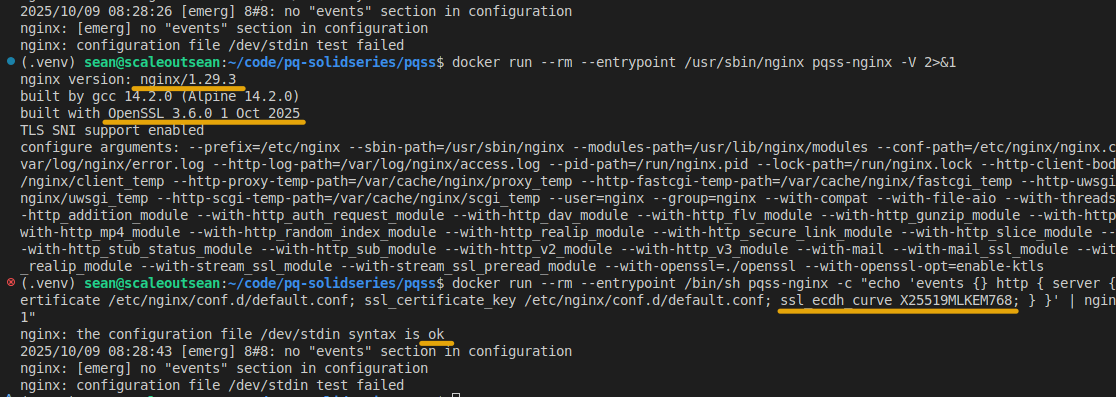 2025/10/09 08:28:26 [emerg] 8#8: no "events" section in configuration
nginx: [emerg] no "events" section in configuration
nginx: configuration file /dev/stdin test failed
(.venv) sean@scaleoutsean:~/code/pq-solidseries/pqss$ docker run --rm --entrypoint /usr/sbin/nginx pqss-nginx -V 2>&1
nginx version: nginx/1.29.3
built by gcc 14.2.0 (Alpine 14.2.0)
built with OpenSSL 3.6.0 1 Oct 2025
TLS SNI support enabled
configure arguments: --prefix=/etc/nginx --sbin-path=/usr/sbin/nginx --modules-path=/usr/lib/nginx/modules --conf-path=/etc/nginx/nginx.c
var/log/nginx/error.log --http-log-path=/var/log/nginx/access.log --pid-path=/run/nginx.pid --lock-path=/run/nginx.lock --http-client-bod
/nginx/client_temp --http-proxy-temp-path=/var/cache/nginx/proxy_temp --http-fastcgi-temp-path=/var/cache/nginx/fastcgi_temp --http-uwsgi
nginx/uwsgi_temp --http-scgi-temp-path=/var/cache/nginx/scgi_temp --user=nginx --group=nginx --with-compat --with-file-aio --with-threads
-http_addition_module --with-http_auth_request_module --with-http_dav_module --with-http_flv_module --with-http_gunzip_module --with-http
with-http_mp4_module --with-http_random_index_module --with-http_realip_module --with-http_secure_link_module --with-http_slice_module --
-with-http_stub_status_module --with-http_sub_module --with-http_v2_module --with-http_v3_module --with-mail --with-mail_ssl_module --with
_realip_module --with-stream_ssl_module --with-stream_ssl_preread_module --with-openssl=./openssl --with-openssl-opt=enable-ktls
(.venv) sean@scaleoutsean:~/code/pq-solidseries/pqss$ docker run --rm --entrypoint /bin/sh pqss-nginx -c "echo 'events {} http { server {
ertificate /etc/nginx/conf.d/default.conf; ssl_certificate_key /etc/nginx/conf.d/default.conf; ssl_ecdh_curve X25519MLKEM768; } }' | ngin
1"
nginx: the configuration file /dev/stdin syntax is ok
2025/10/09 08:28:43 [emerg] 8#8: no "events" section in configuration
nginx: [emerg] no "events" section in configuration
nginx: configuration file /dev/stdin test failed